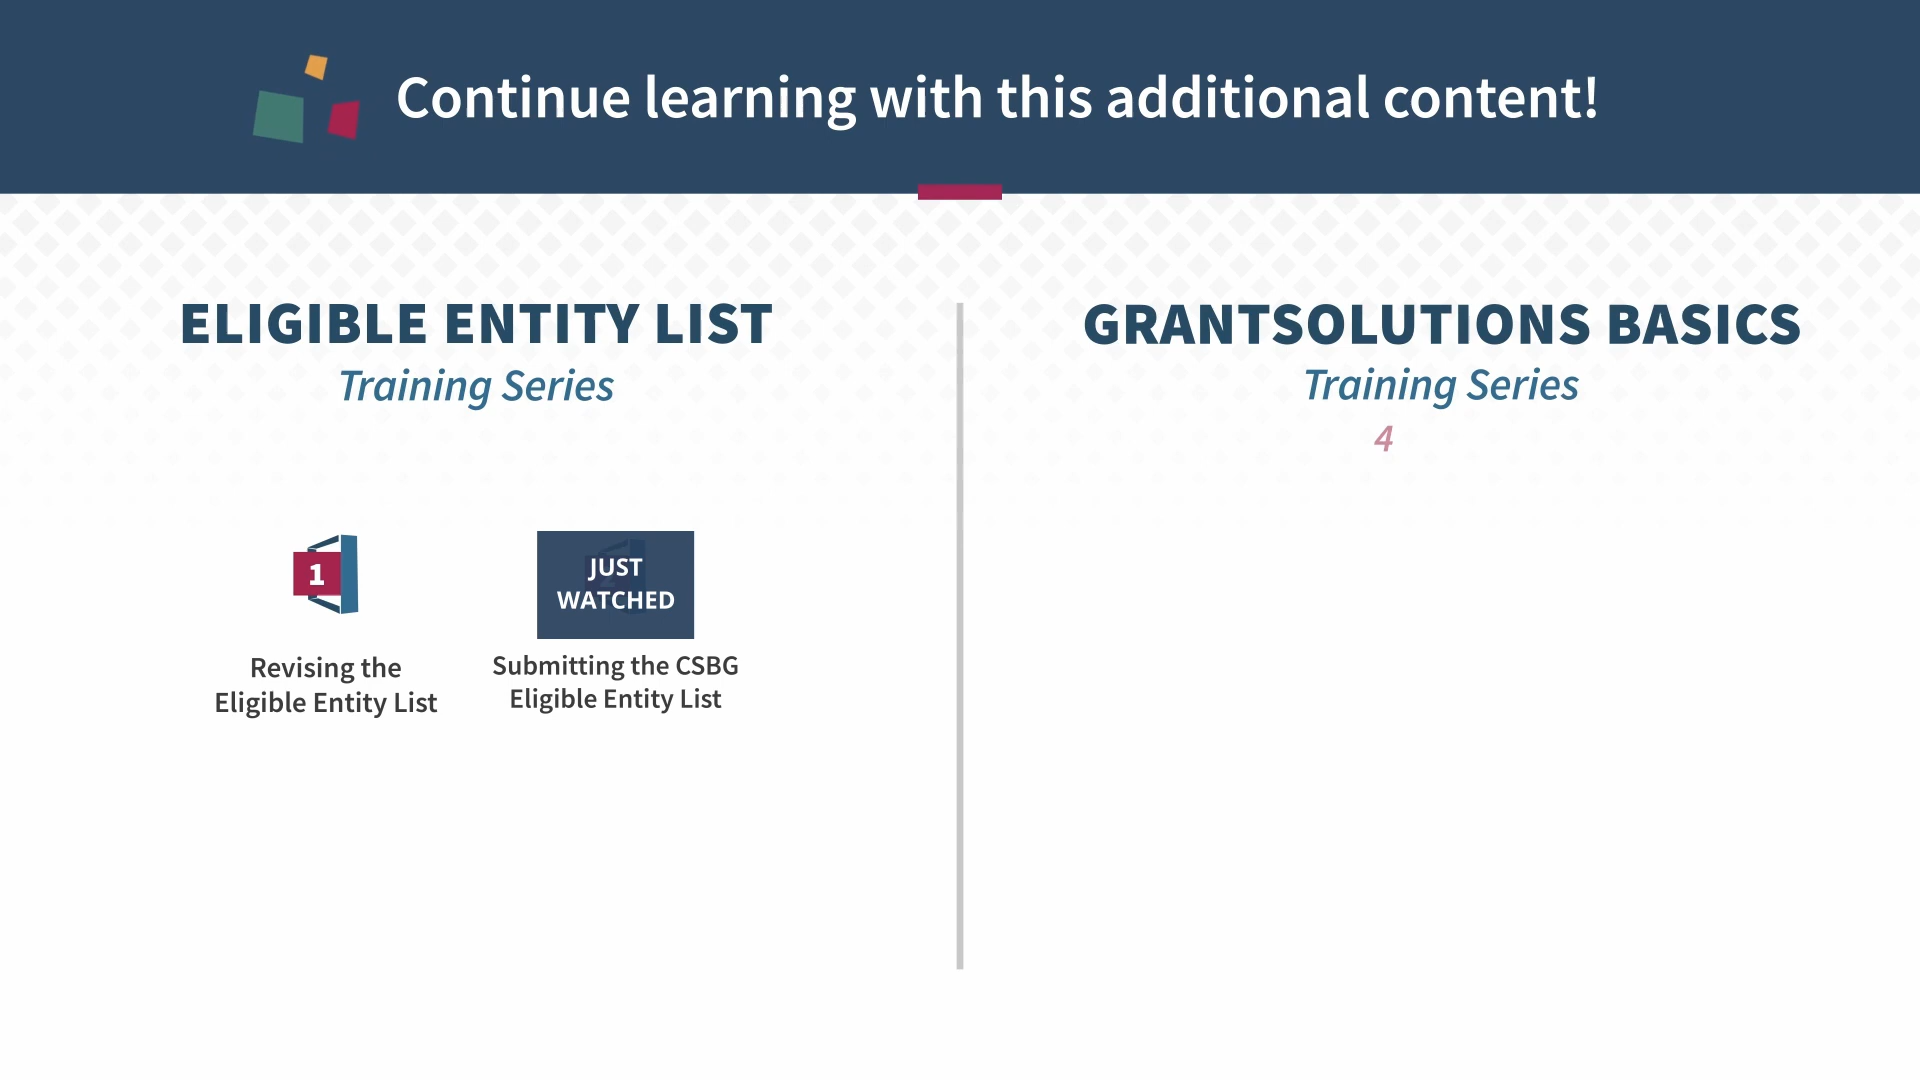 Continue learning with this additional content!
ELIGIBLE ENTITY LIST
Training Series
1
Revising the
Eligible Entity List
JUST
WATCHED
Submitting the CSBG
Eligible Entity List
GRANTSOLUTIONS BASICS
Training Series
4